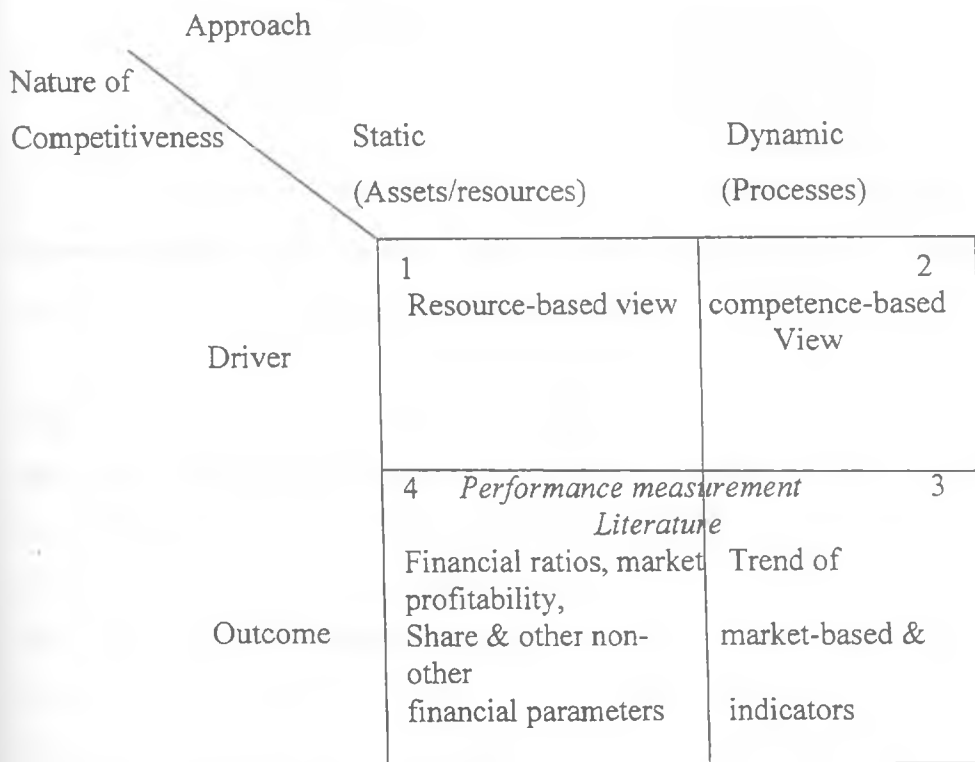 Approach
Nature of
Competitiveness
Static
Dynamic
(Assets/resources)
(Processes)
1
2
Resource-based view
competence-based
View
Driver
4
Performance measurement
3
Literature
Financial ratios, market
Trend of
profitability,
Outcome
Share & other non-
market-based &
other
financial parameters
indicators